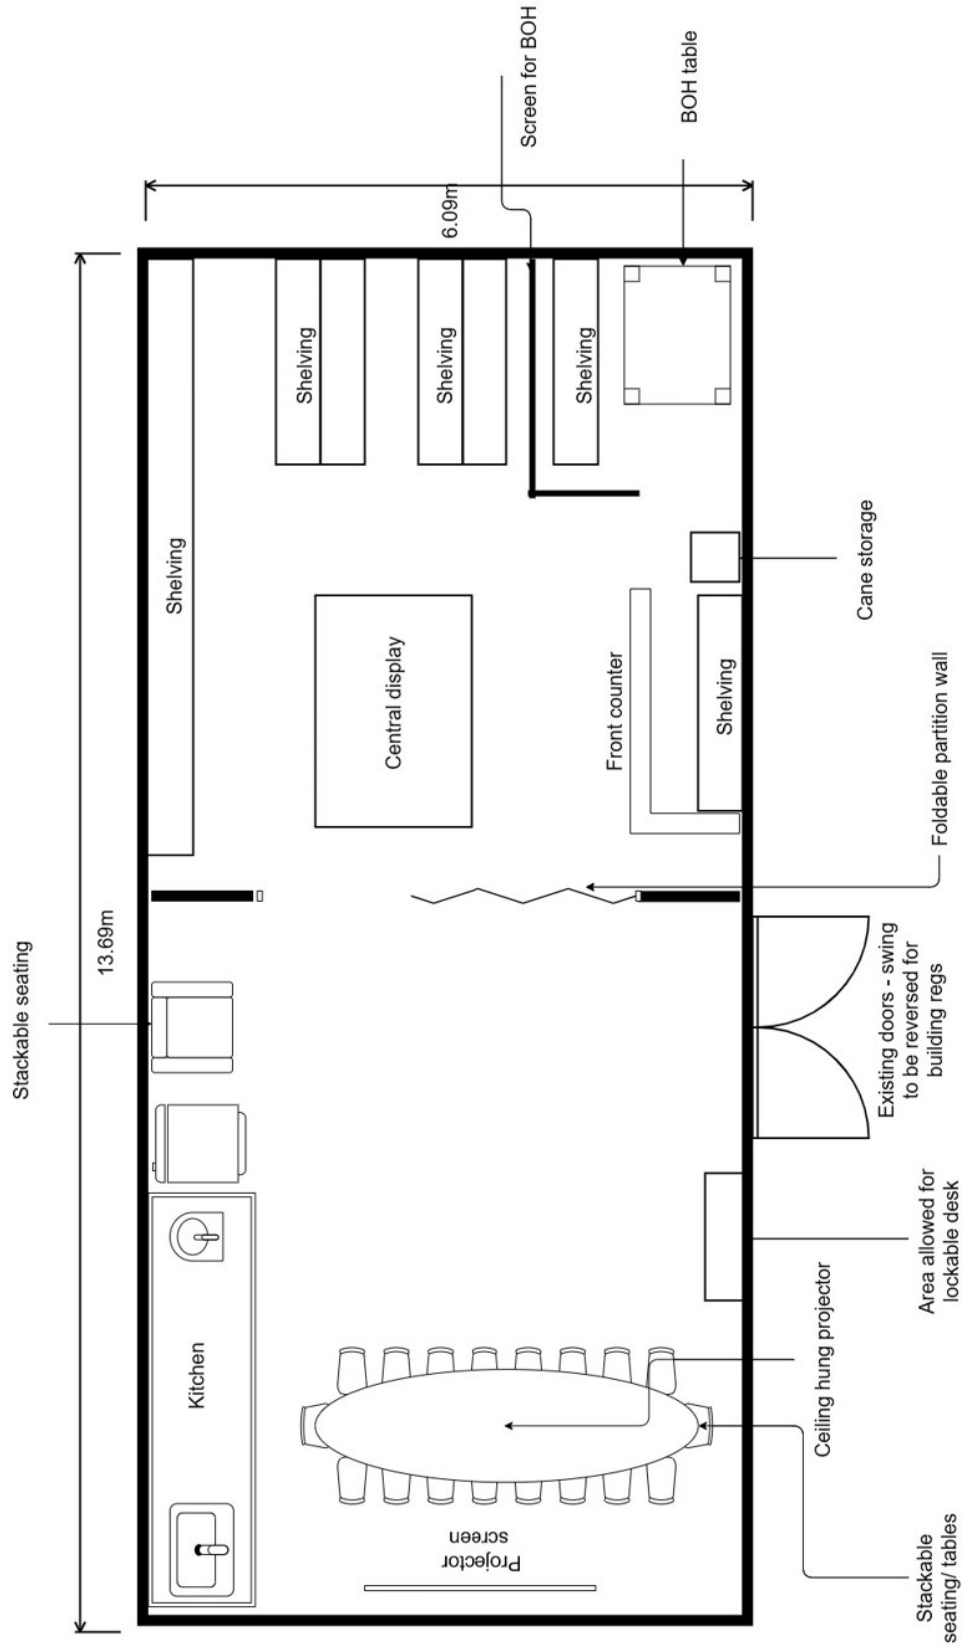 Stackable seating
13.69m
6.09m
Screen for BOH
BOH table
Shelving
Shelving
Shelving
Shelving
Central display
Front counter
Shelving
Cane storage
Foldable partition wall
Existing doors - swing
to be reversed for
building regs
Area allowed for
lockable desk
Kitchen
Ceiling hung projector
Projector
screen
Stackable
seating/ tables